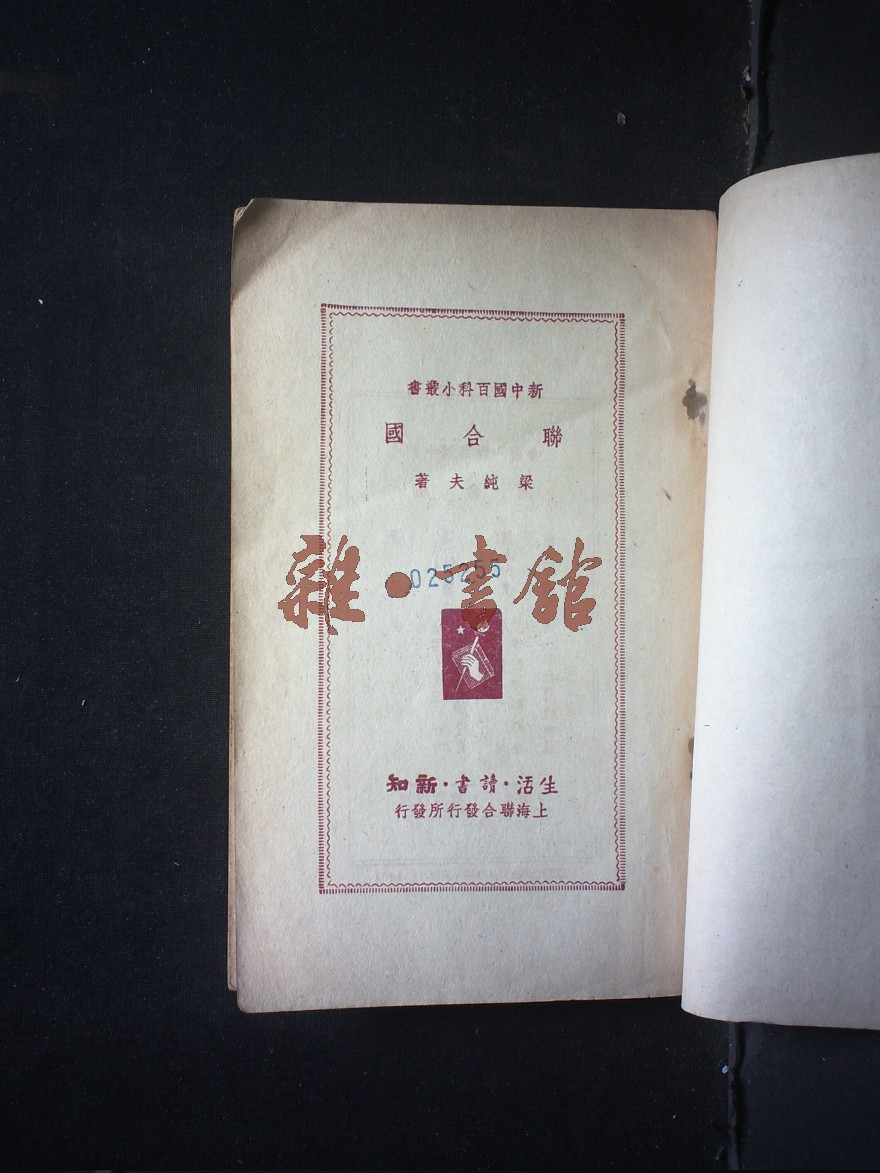 新中國百科小叢書
聯合國
梁純夫著
025255
雜·書館
生活·讀書·新知
上海聯合發行所發行